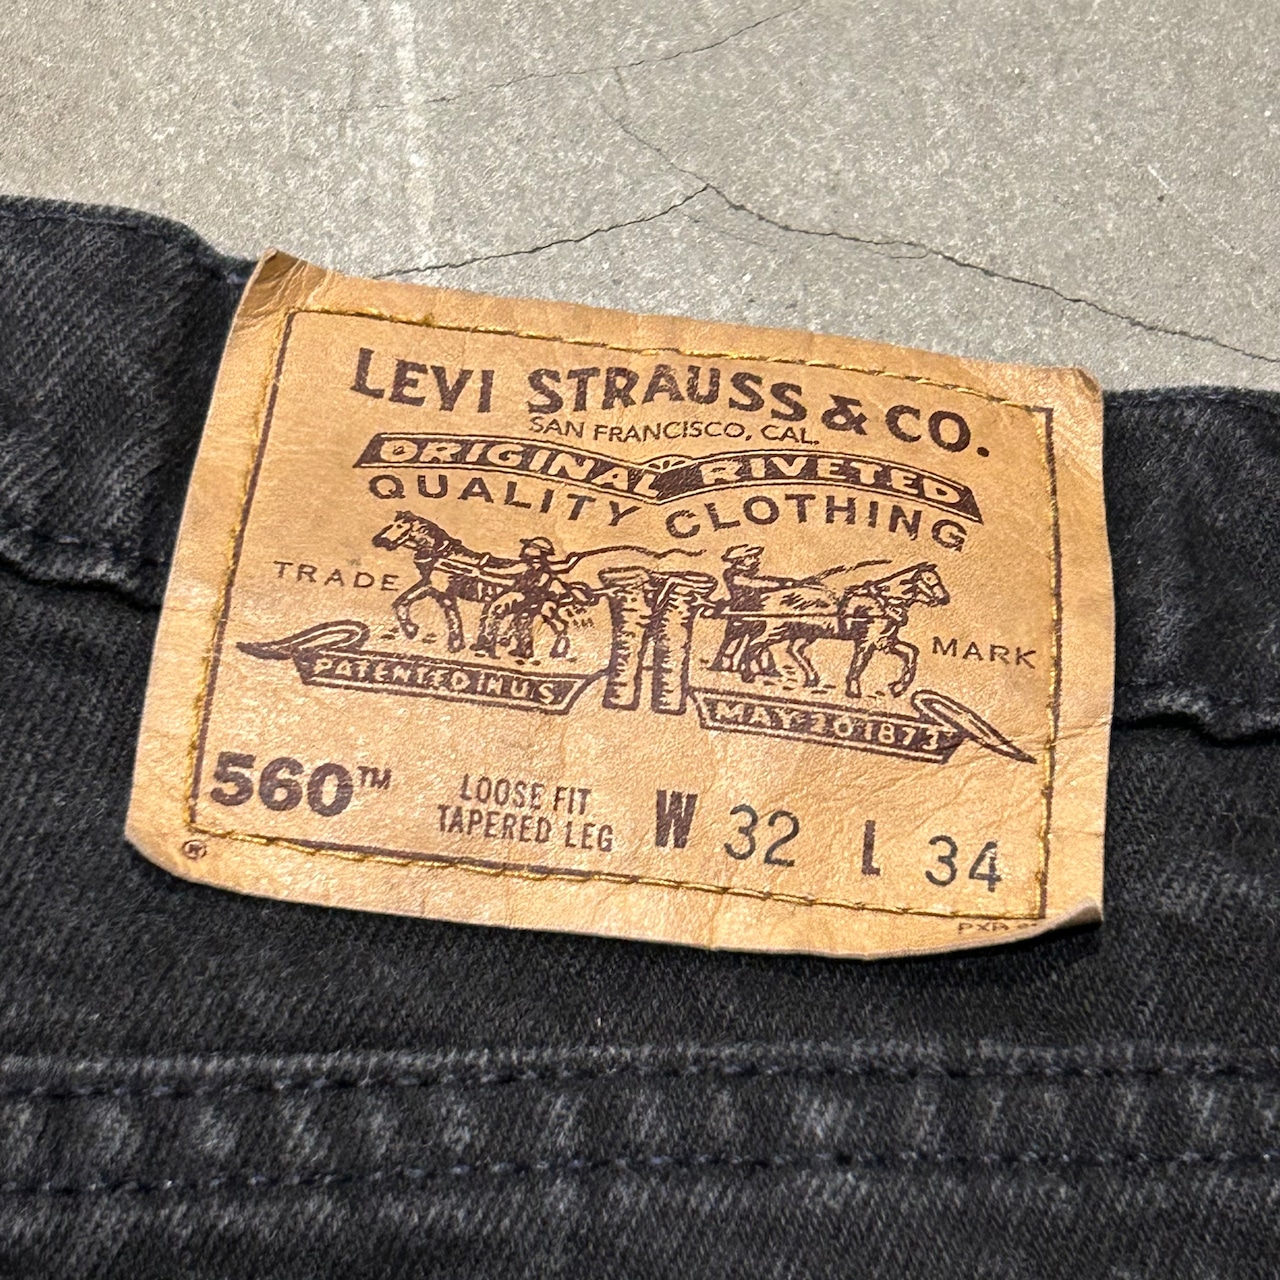 LEVI STRAUSS & CO.
SAN FRANCISCO, CAL.
ORIGINAL RIVETED
QUALITY CLOTHING
TRADE MARK
PATENTED IN U.S.
MAY 20 1873
560™ LOOSE FIT TAPERED LEG W 32 L 34
®